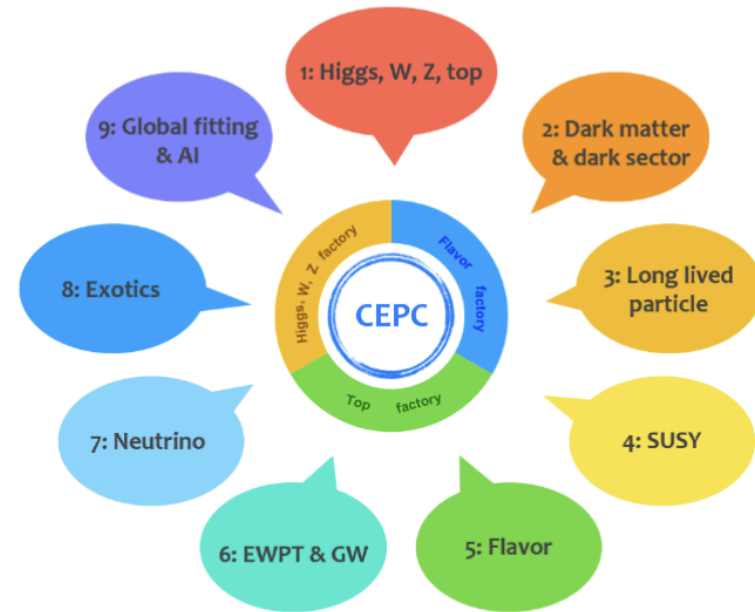 1: Higgs, W, Z, top
2: Dark matter
& dark sector
3: Long lived
particle
4: SUSY
5: Flavor
6: EWPT & GW
7: Neutrino
8: Exotics
9: Global fitting
& AI
Higgs, W, Z factory
Flavor factory
Top factory
CEPC